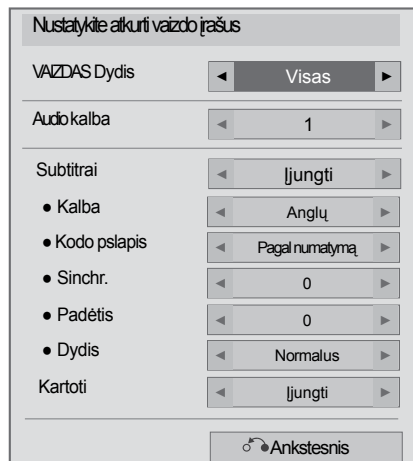 Nustatykite atkurti vaizdo įrašus
VAIZDAS Dydis ◄ Visas ►
Audio kalba ◄ 1 ►
Subtitrai ◄ Įjungti ►
● Kalba ◄ Anglų ►
● Kodo pslapis ◄ Pagal numatymą ►
● Sinchr. ◄ 0 ►
● Padėtis ◄ 0 ►
● Dydis ◄ Normalus ►
Kartoti ◄ Įjungti ►
Ankstesnis